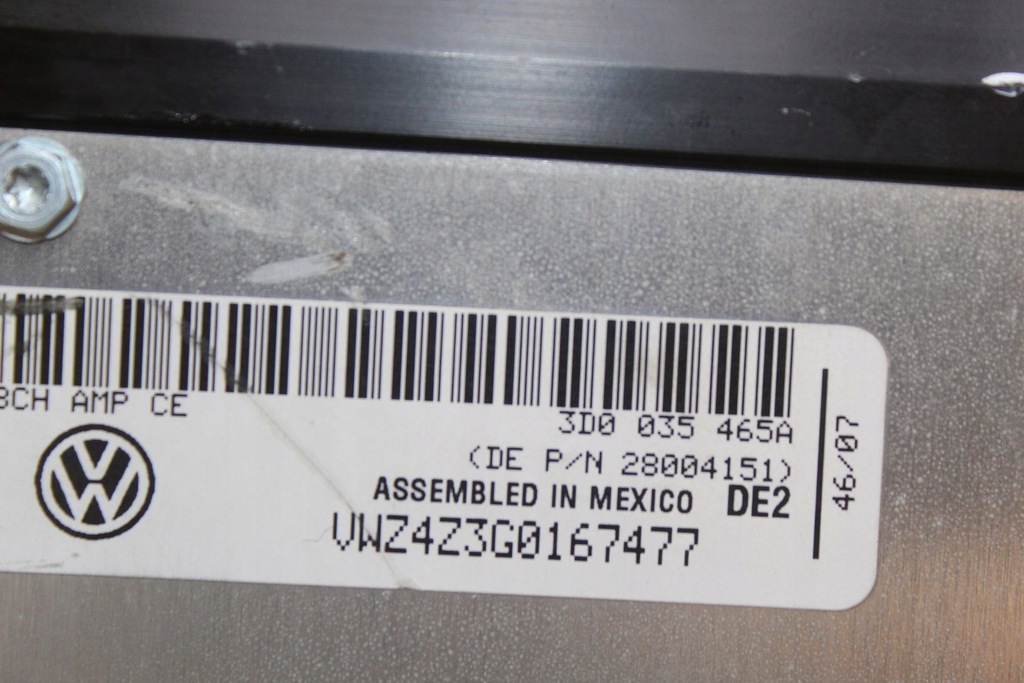 8CH AMP CE
3D0 035 465A
(DE P/N 28004151)
ASSEMBLED IN MEXICO DE2
VWZ4Z3G0167477
46/07